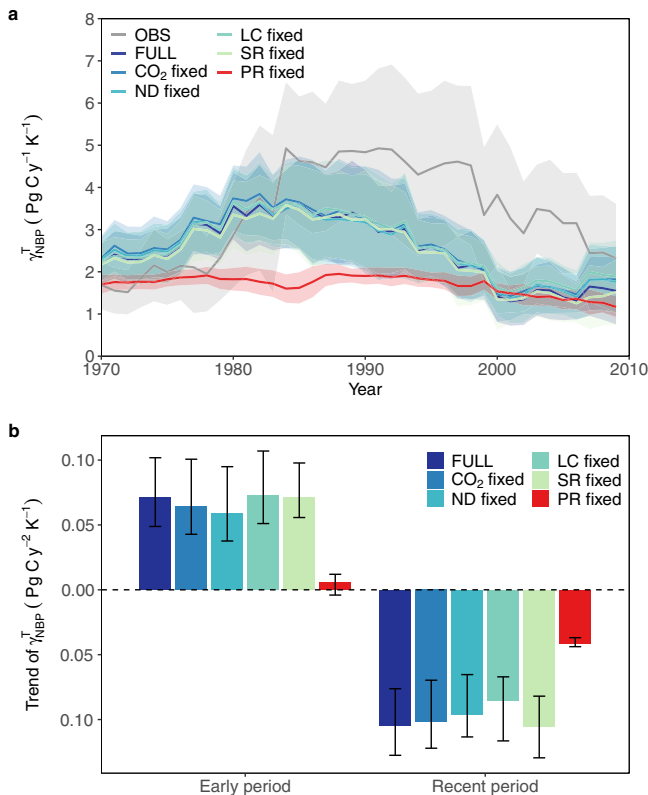 a
OBS
FULL
CO₂ fixed
ND fixed
LC fixed
SR fixed
PR fixed
γᵀNBP ( Pg C y⁻¹ K⁻¹)
8
7
6
5
4
3
2
1
0
1970
1980
1990
2000
2010
Year
b
FULL
CO₂ fixed
ND fixed
LC fixed
SR fixed
PR fixed
Trend of γᵀNBP ( Pg C y⁻² K⁻¹)
0.10
0.05
0.00
0.05
0.10
Early period
Recent period